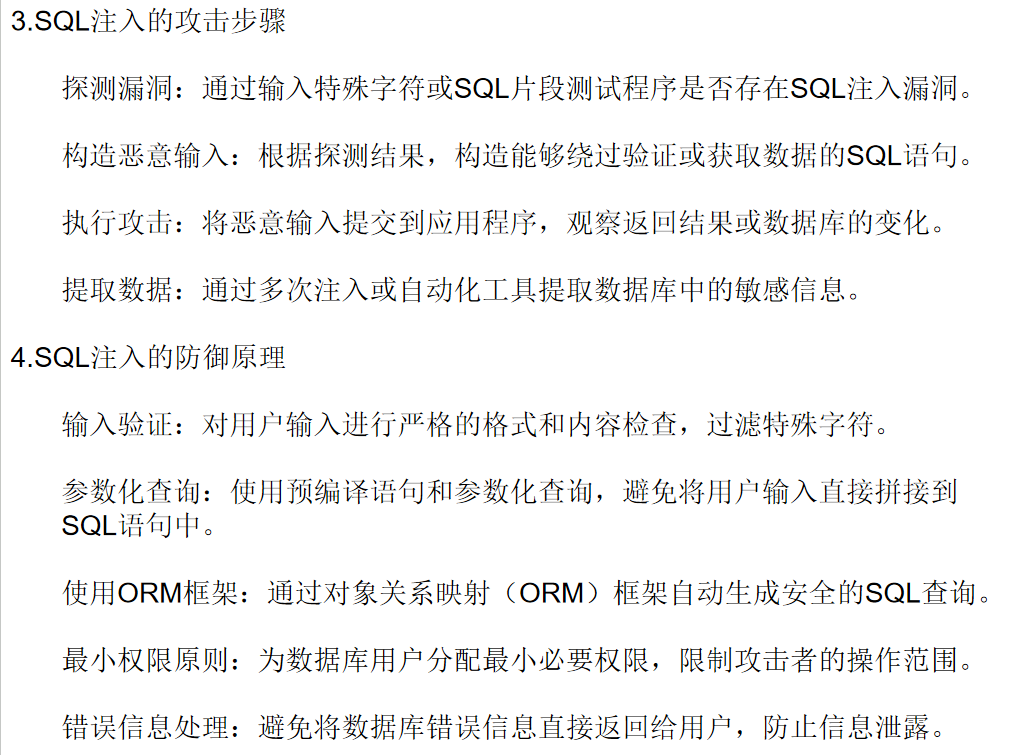 3.SQL注入的攻击步骤
探测漏洞：通过输入特殊字符或SQL片段测试程序是否存在SQL注入漏洞。
构造恶意输入：根据探测结果，构造能够绕过验证或获取数据的SQL语句。
执行攻击：将恶意输入提交到应用程序，观察返回结果或数据库的变化。
提取数据：通过多次注入或自动化工具提取数据库中的敏感信息。
4.SQL注入的防御原理
输入验证：对用户输入进行严格的格式和内容检查，过滤特殊字符。
参数化查询：使用预编译语句和参数化查询，避免将用户输入直接拼接到
SQL语句中。
使用ORM框架：通过对象关系映射（ORM）框架自动生成安全的SQL查询。
最小权限原则：为数据库用户分配最小必要权限，限制攻击者的操作范围。
错误信息处理：避免将数据库错误信息直接返回给用户，防止信息泄露。